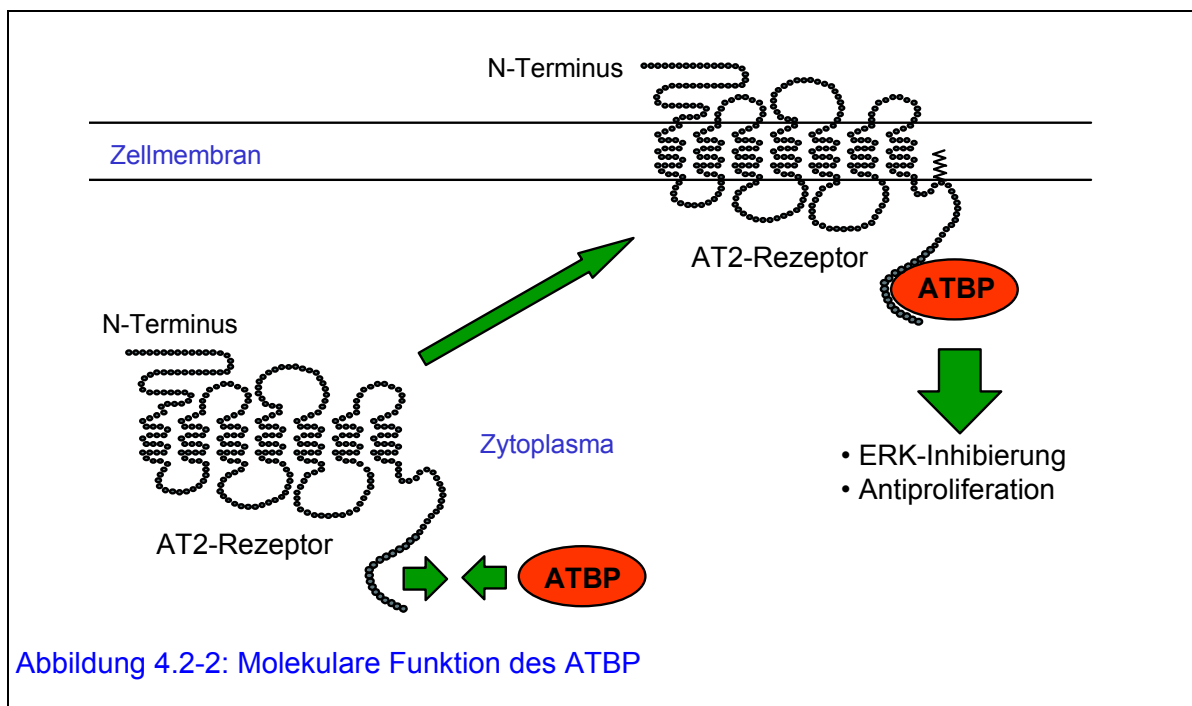 N-Terminus
Zellmembran
AT2-Rezeptor
ATBP
N-Terminus
Zytoplasma
• ERK-Inhibierung
• Antiproliferation
AT2-Rezeptor
ATBP
Abbildung 4.2-2: Molekulare Funktion des ATBP